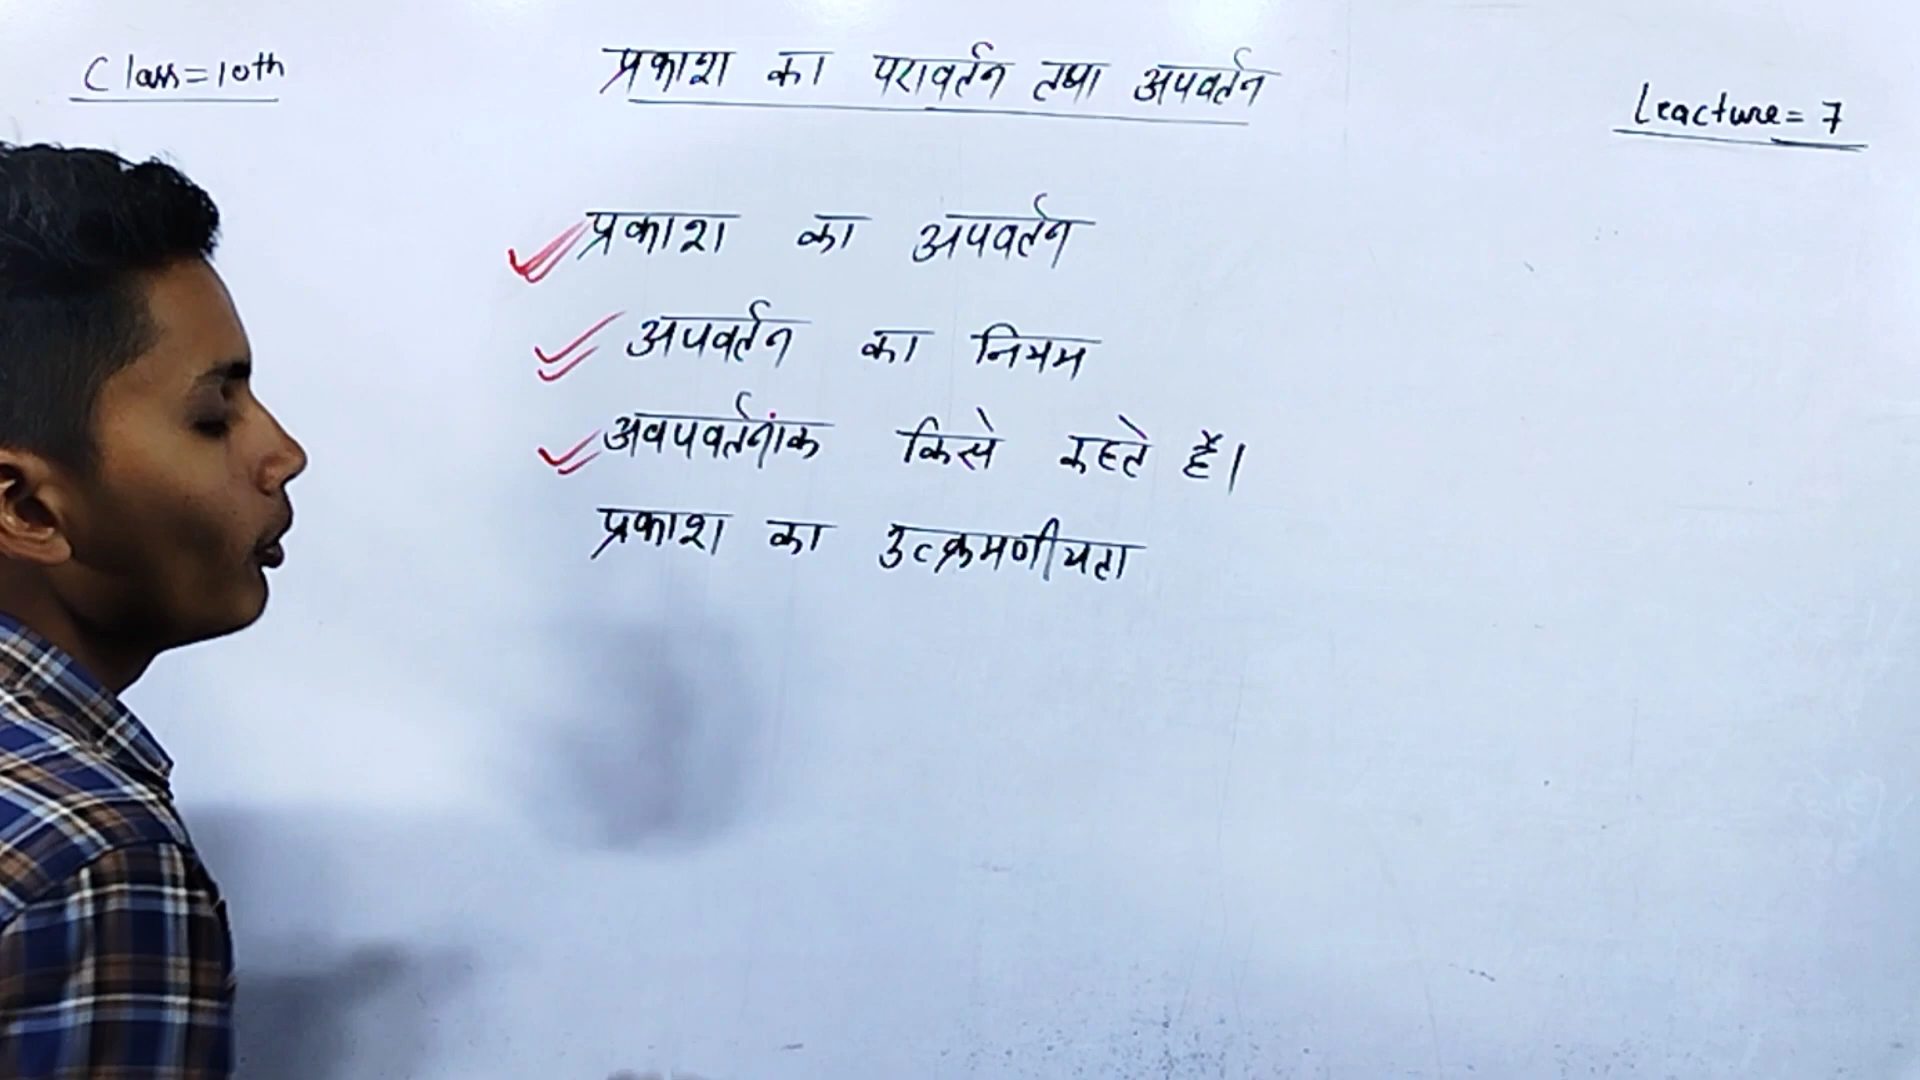 Class=10th
प्रकाश का परावर्तन तथा अपवर्तन
Leacture= 7
प्रकाश का अपवर्तन
अपवर्तन का नियम
अवपवर्तनांक किसे कहते हैं।
प्रकाश का उत्क्रमणीयता